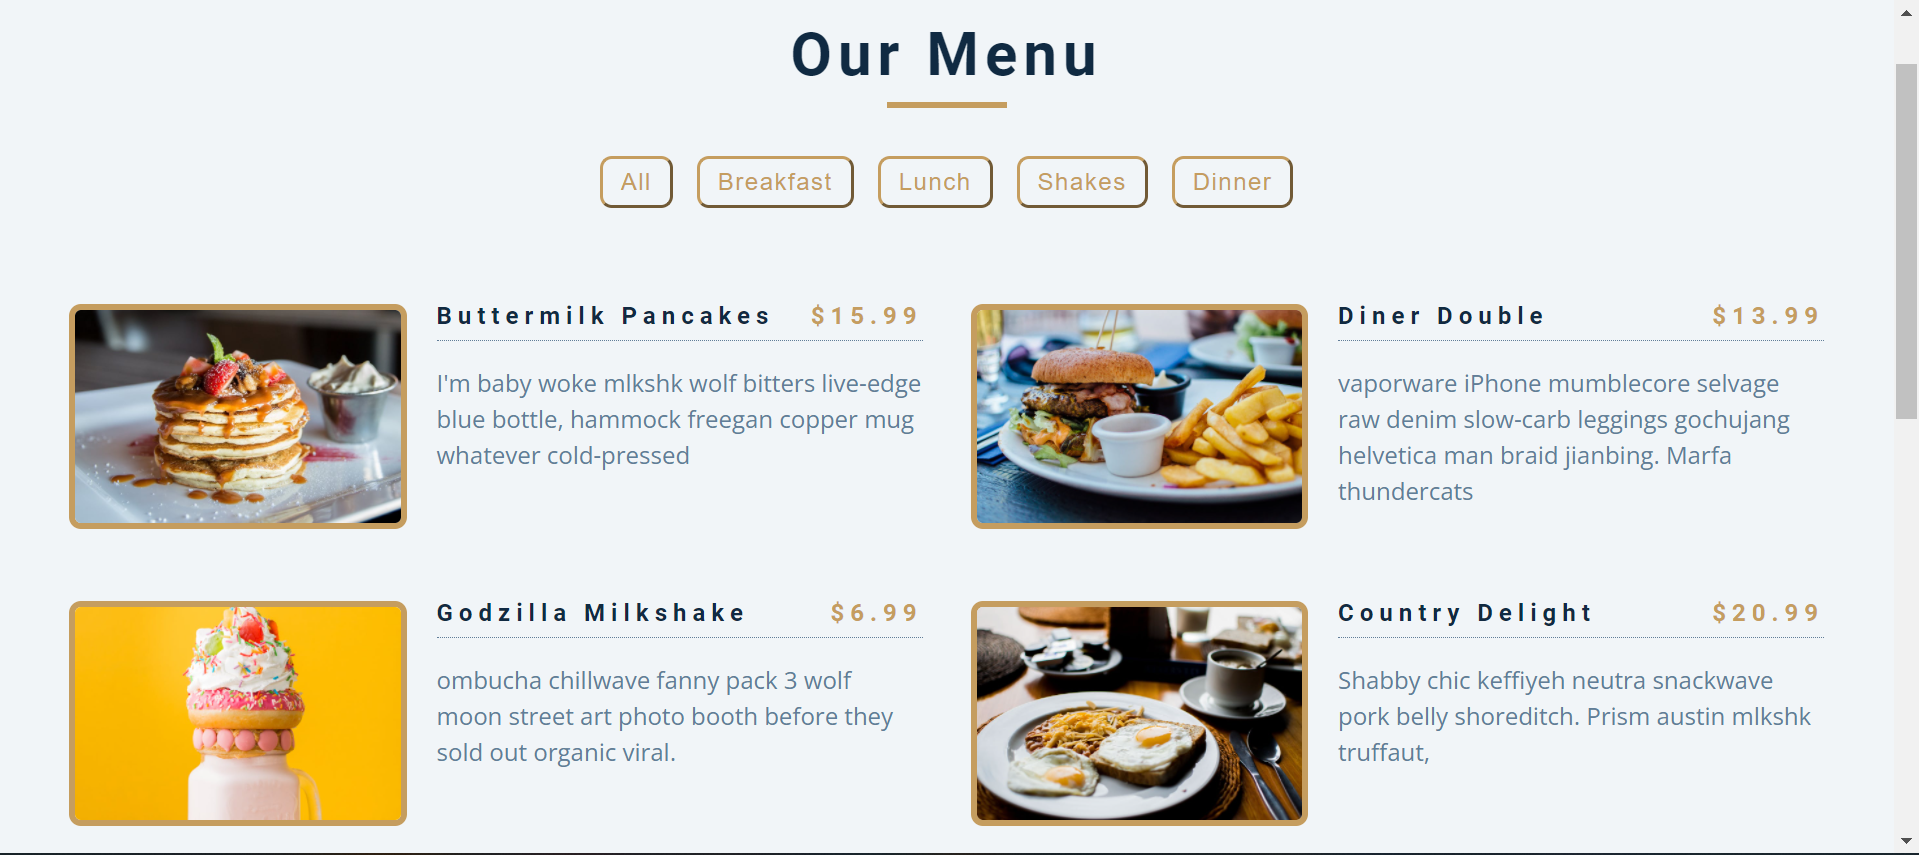 Our Menu
All
Breakfast
Lunch
Shakes
Dinner
Buttermilk Pancakes $15.99
I'm baby woke mlkshk wolf bitters live-edge
blue bottle, hammock freegan copper mug
whatever cold-pressed
Diner Double $13.99
vaporware iPhone mumblecore selvage
raw denim slow-carb leggings gochujang
helvetica man braid jianbing. Marfa
thundercats
Godzilla Milkshake $6.99
ombucha chillwave fanny pack 3 wolf
moon street art photo booth before they
sold out organic viral.
Country Delight $20.99
Shabby chic keffiyeh neutra snackwave
pork belly shoreditch. Prism austin mlkshk
truffaut,